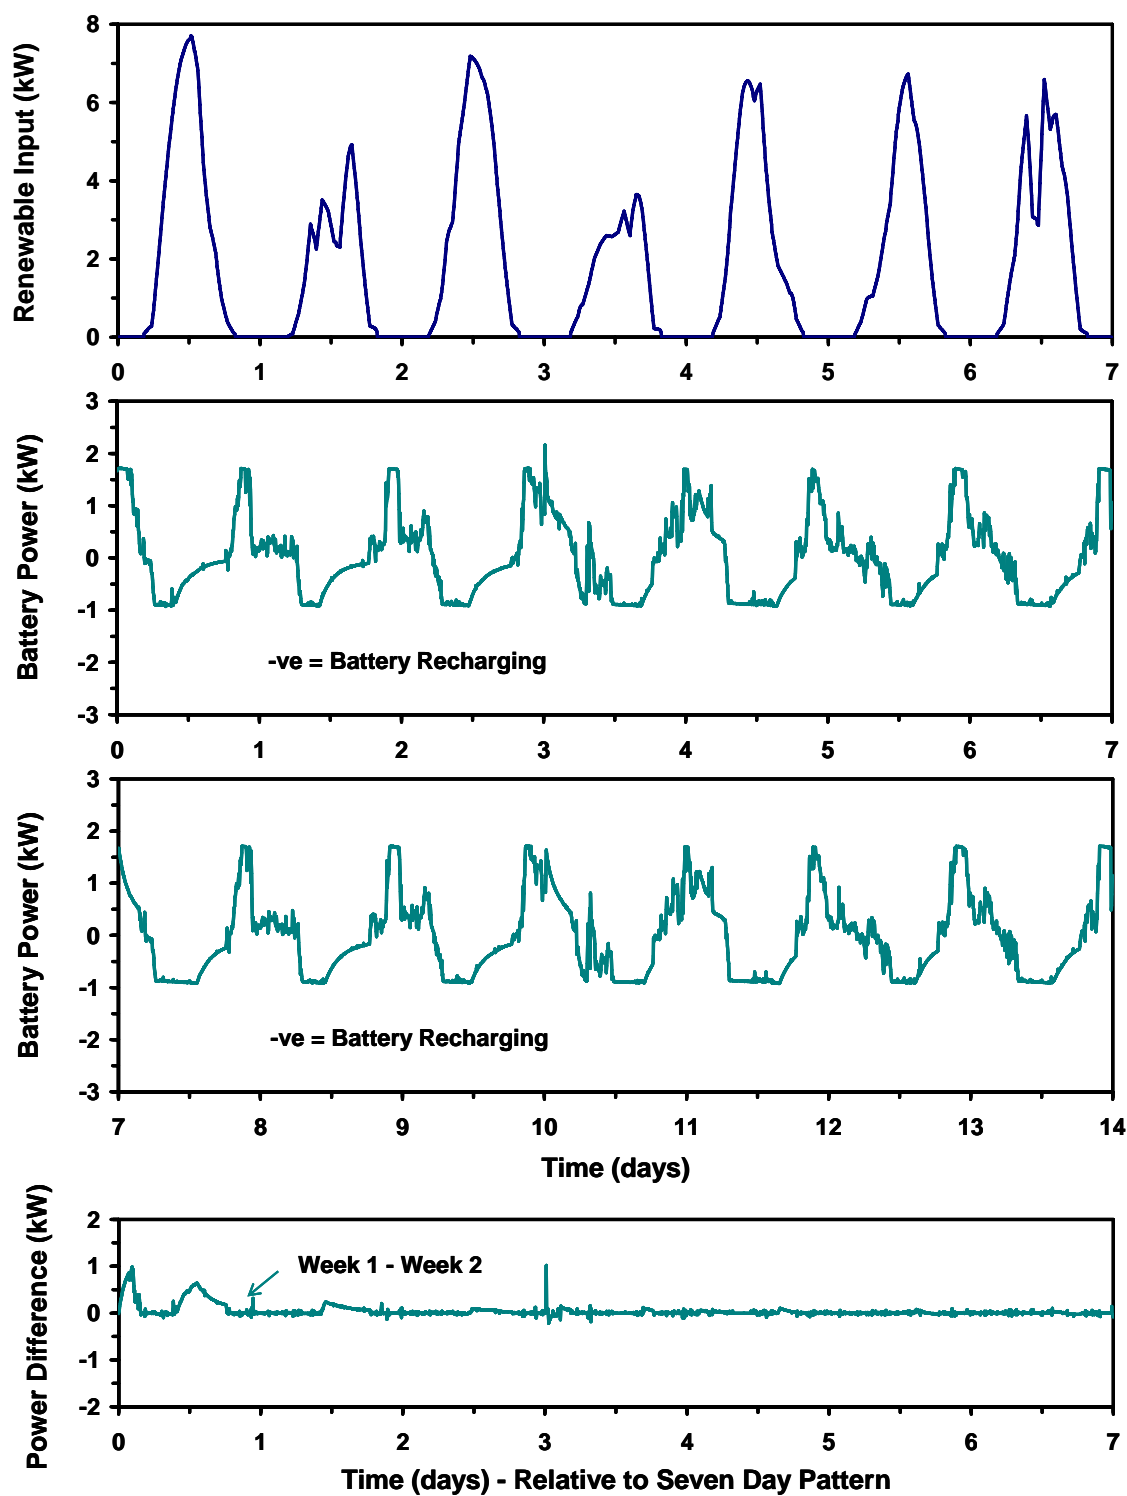 Renewable Input (kW)
8
6
4
2
0
0 1 2 3 4 5 6 7
Battery Power (kW)
3
2
1
0
-1
-2
-3
-ve = Battery Recharging
0 1 2 3 4 5 6 7
Battery Power (kW)
3
2
1
0
-1
-2
-3
-ve = Battery Recharging
7 8 9 10 11 12 13 14
Time (days)
Power Difference (kW)
2
1
0
-1
-2
Week 1 - Week 2
0 1 2 3 4 5 6 7
Time (days) - Relative to Seven Day Pattern